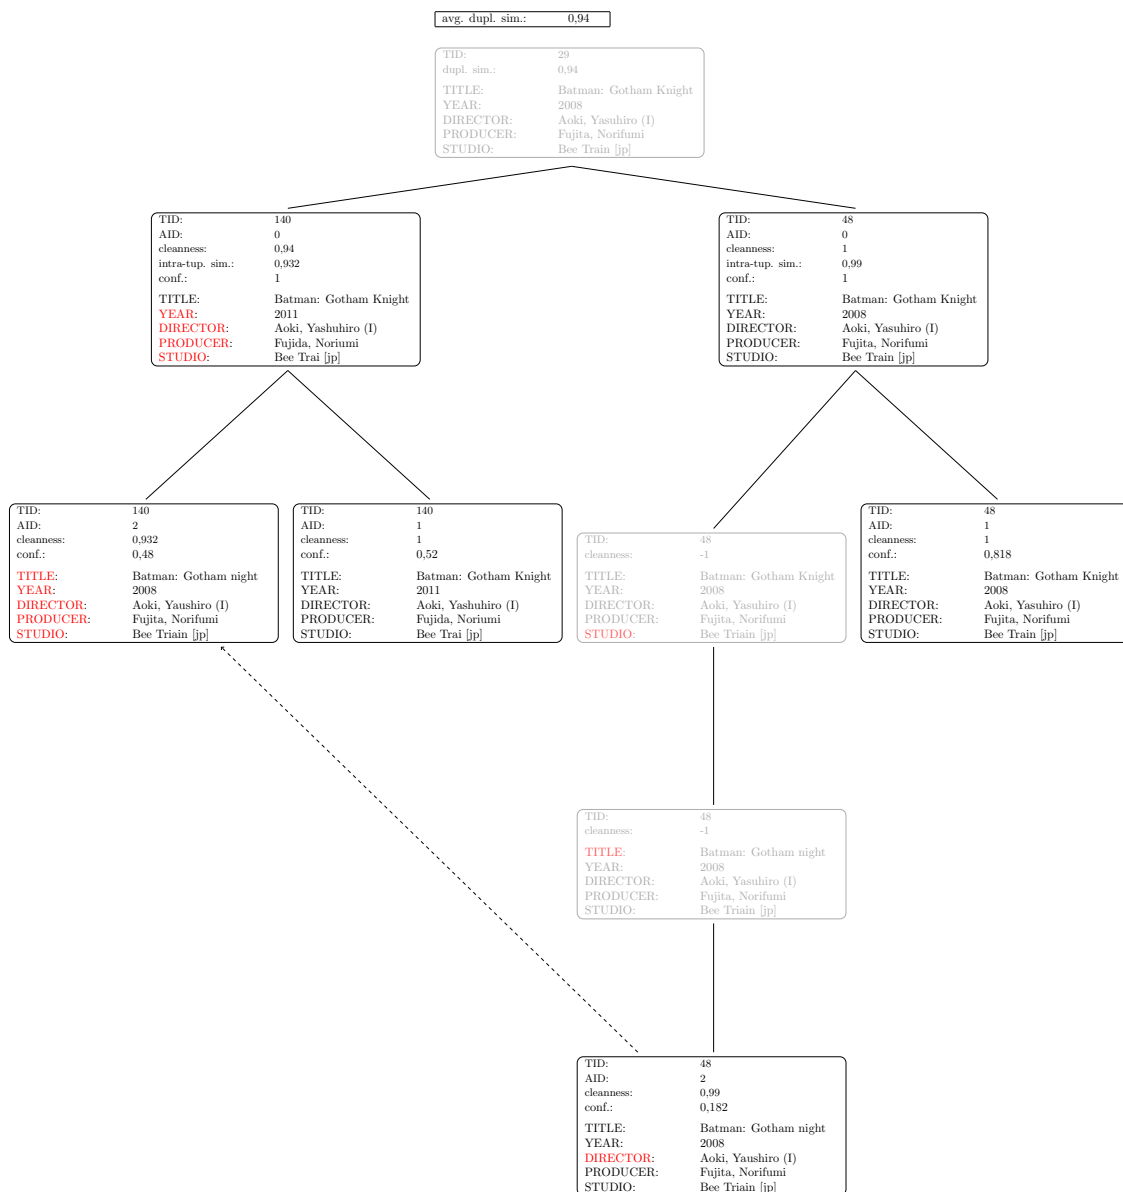 avg. dupl. sim.: 0,94
TID: 29
dupl. sim.: 0,94
TITLE: Batman: Gotham Knight
YEAR: 2008
DIRECTOR: Aoki, Yasuhiro (I)
PRODUCER: Fujita, Norifumi
STUDIO: Bee Train [jp]
TID: 140
AID: 0
cleanness: 0,94
intra-tup. sim.: 0,932
conf.: 1
TITLE: Batman: Gotham Knight
YEAR: 2011
DIRECTOR: Aoki, Yashuhiro (I)
PRODUCER: Fujida, Noriumi
STUDIO: Bee Trai [jp]
TID: 48
AID: 0
cleanness: 1
intra-tup. sim.: 0,99
conf.: 1
TITLE: Batman: Gotham Knight
YEAR: 2008
DIRECTOR: Aoki, Yasuhiro (I)
PRODUCER: Fujita, Norifumi
STUDIO: Bee Train [jp]
TID: 140
AID: 2
cleanness: 0,932
conf.: 0,48
TITLE: Batman: Gotham night
YEAR: 2008
DIRECTOR: Aoki, Yaushiro (I)
PRODUCER: Fujita, Norifumi
STUDIO: Bee Triain [jp]
TID: 140
AID: 1
cleanness: 1
conf.: 0,52
TITLE: Batman: Gotham Knight
YEAR: 2011
DIRECTOR: Aoki, Yashuhiro (I)
PRODUCER: Fujida, Noriumi
STUDIO: Bee Trai [jp]
TID: 48
cleanness: -1
TITLE: Batman: Gotham Knight
YEAR: 2008
DIRECTOR: Aoki, Yasuhiro (I)
PRODUCER: Fujita, Norifumi
STUDIO: Bee Triain [jp]
TID: 48
AID: 1
cleanness: 1
conf.: 0,818
TITLE: Batman: Gotham Knight
YEAR: 2008
DIRECTOR: Aoki, Yasuhiro (I)
PRODUCER: Fujita, Norifumi
STUDIO: Bee Train [jp]
TID: 48
cleanness: -1
TITLE: Batman: Gotham night
YEAR: 2008
DIRECTOR: Aoki, Yasuhiro (I)
PRODUCER: Fujita, Norifumi
STUDIO: Bee Triain [jp]
TID: 48
AID: 2
cleanness: 0,99
conf.: 0,182
TITLE: Batman: Gotham night
YEAR: 2008
DIRECTOR: Aoki, Yaushiro (I)
PRODUCER: Fujita, Norifumi
STUDIO: Bee Triain [jp]